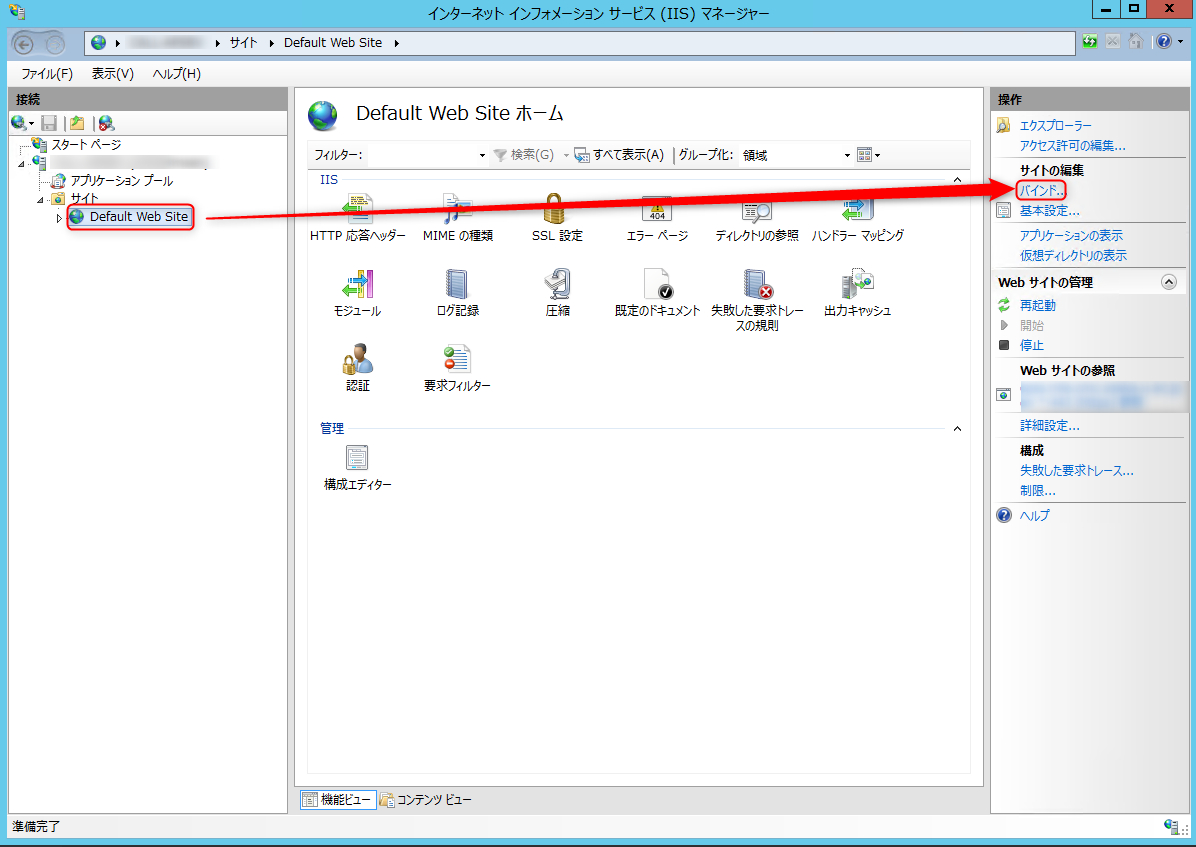 インターネット インフォメーション サービス (IIS) マネージャー
サイト
Default Web Site
ファイル(F) 表示(V) ヘルプ(H)
接続
スタート ページ
アプリケーション プール
サイト
Default Web Site
Default Web Site ホーム
フィルター: 検索(G) すべて表示(A) グループ化: 領域
IIS
HTTP 応答ヘッダー MIME の種類 SSL 設定 エラー ページ ディレクトリの参照 ハンドラー マッピング
404
モジュール ログ記録 圧縮 既定のドキュメント 失敗した要求トレー
スの規則
出力キャッシュ
認証 要求フィルター
管理
構成エディター
機能ビュー コンテンツ ビュー
操作
エクスプローラー
アクセス許可の編集...
サイトの編集
バインド...
基本設定...
アプリケーションの表示
仮想ディレクトリの表示
Web サイトの管理
再起動
開始
停止
Web サイトの参照
詳細設定...
構成
失敗した要求トレース...
制限...
ヘルプ
準備完了